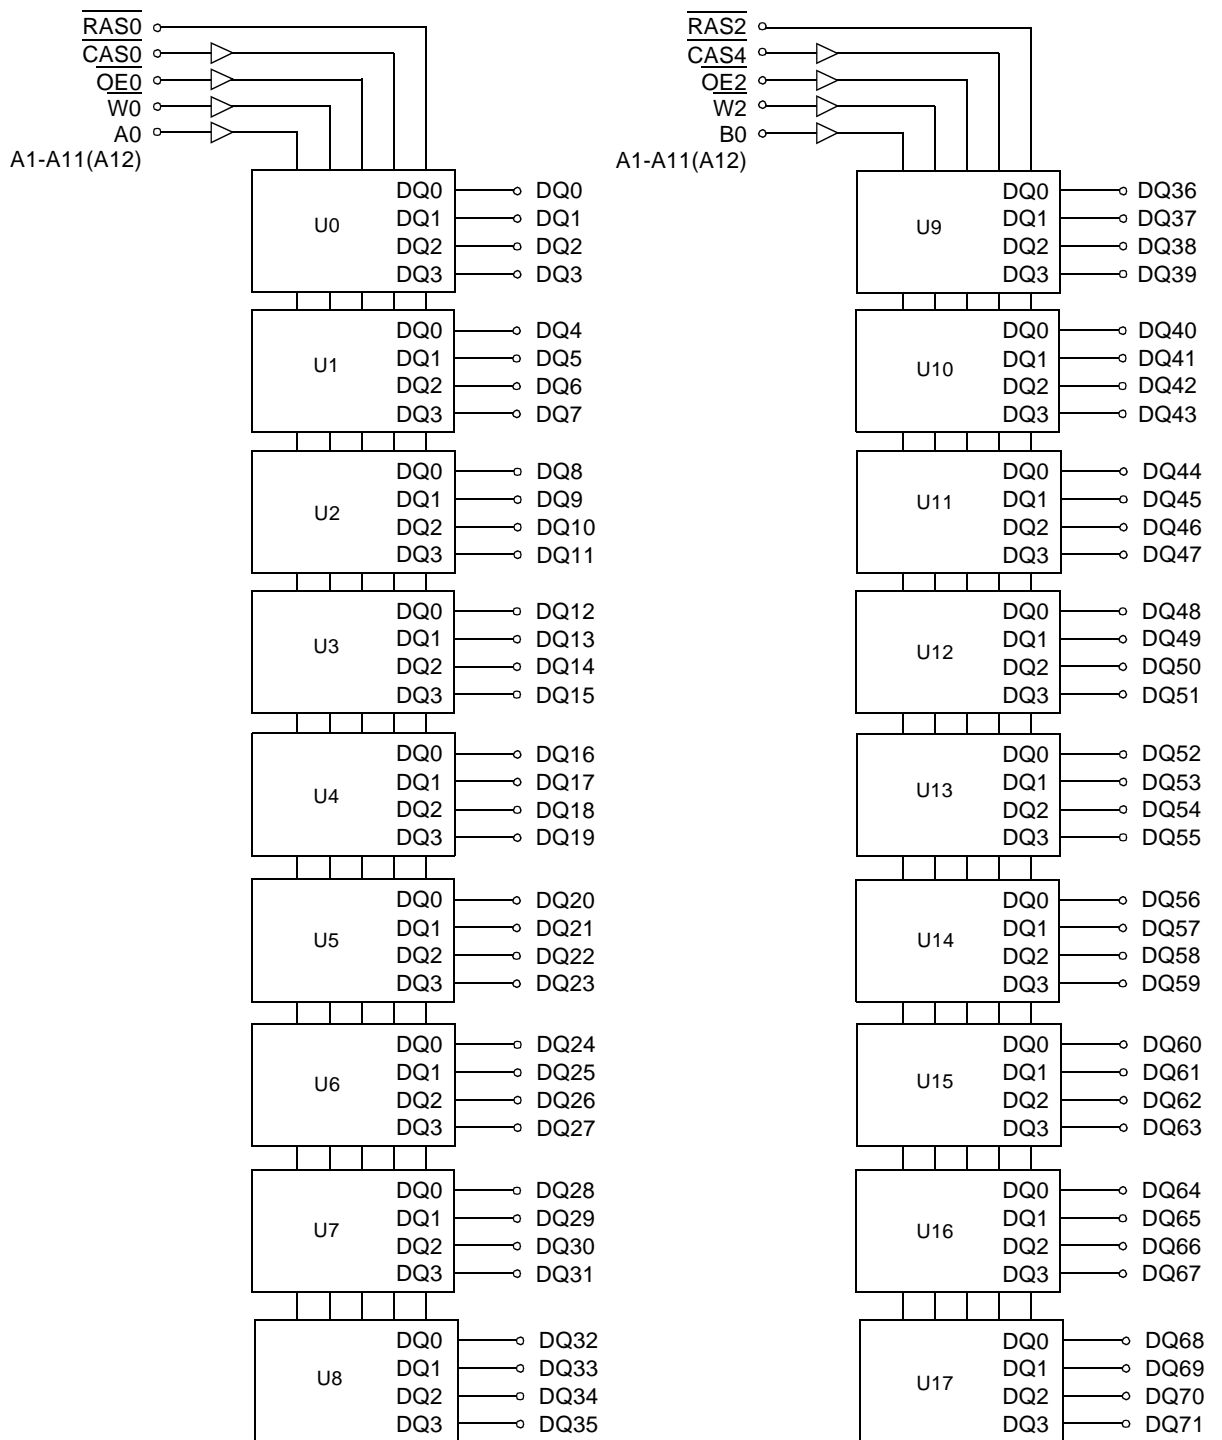 RAS0
CAS0
OE0
W0
A0
A1-A11(A12)
U0
DQ0 DQ0
DQ1 DQ1
DQ2 DQ2
DQ3 DQ3
U1
DQ0 DQ4
DQ1 DQ5
DQ2 DQ6
DQ3 DQ7
U2
DQ0 DQ8
DQ1 DQ9
DQ2 DQ10
DQ3 DQ11
U3
DQ0 DQ12
DQ1 DQ13
DQ2 DQ14
DQ3 DQ15
U4
DQ0 DQ16
DQ1 DQ17
DQ2 DQ18
DQ3 DQ19
U5
DQ0 DQ20
DQ1 DQ21
DQ2 DQ22
DQ3 DQ23
U6
DQ0 DQ24
DQ1 DQ25
DQ2 DQ26
DQ3 DQ27
U7
DQ0 DQ28
DQ1 DQ29
DQ2 DQ30
DQ3 DQ31
U8
DQ0 DQ32
DQ1 DQ33
DQ2 DQ34
DQ3 DQ35
RAS2
CAS4
OE2
W2
B0
A1-A11(A12)
U9
DQ0 DQ36
DQ1 DQ37
DQ2 DQ38
DQ3 DQ39
U10
DQ0 DQ40
DQ1 DQ41
DQ2 DQ42
DQ3 DQ43
U11
DQ0 DQ44
DQ1 DQ45
DQ2 DQ46
DQ3 DQ47
U12
DQ0 DQ48
DQ1 DQ49
DQ2 DQ50
DQ3 DQ51
U13
DQ0 DQ52
DQ1 DQ53
DQ2 DQ54
DQ3 DQ55
U14
DQ0 DQ56
DQ1 DQ57
DQ2 DQ58
DQ3 DQ59
U15
DQ0 DQ60
DQ1 DQ61
DQ2 DQ62
DQ3 DQ63
U16
DQ0 DQ64
DQ1 DQ65
DQ2 DQ66
DQ3 DQ67
U17
DQ0 DQ68
DQ1 DQ69
DQ2 DQ70
DQ3 DQ71